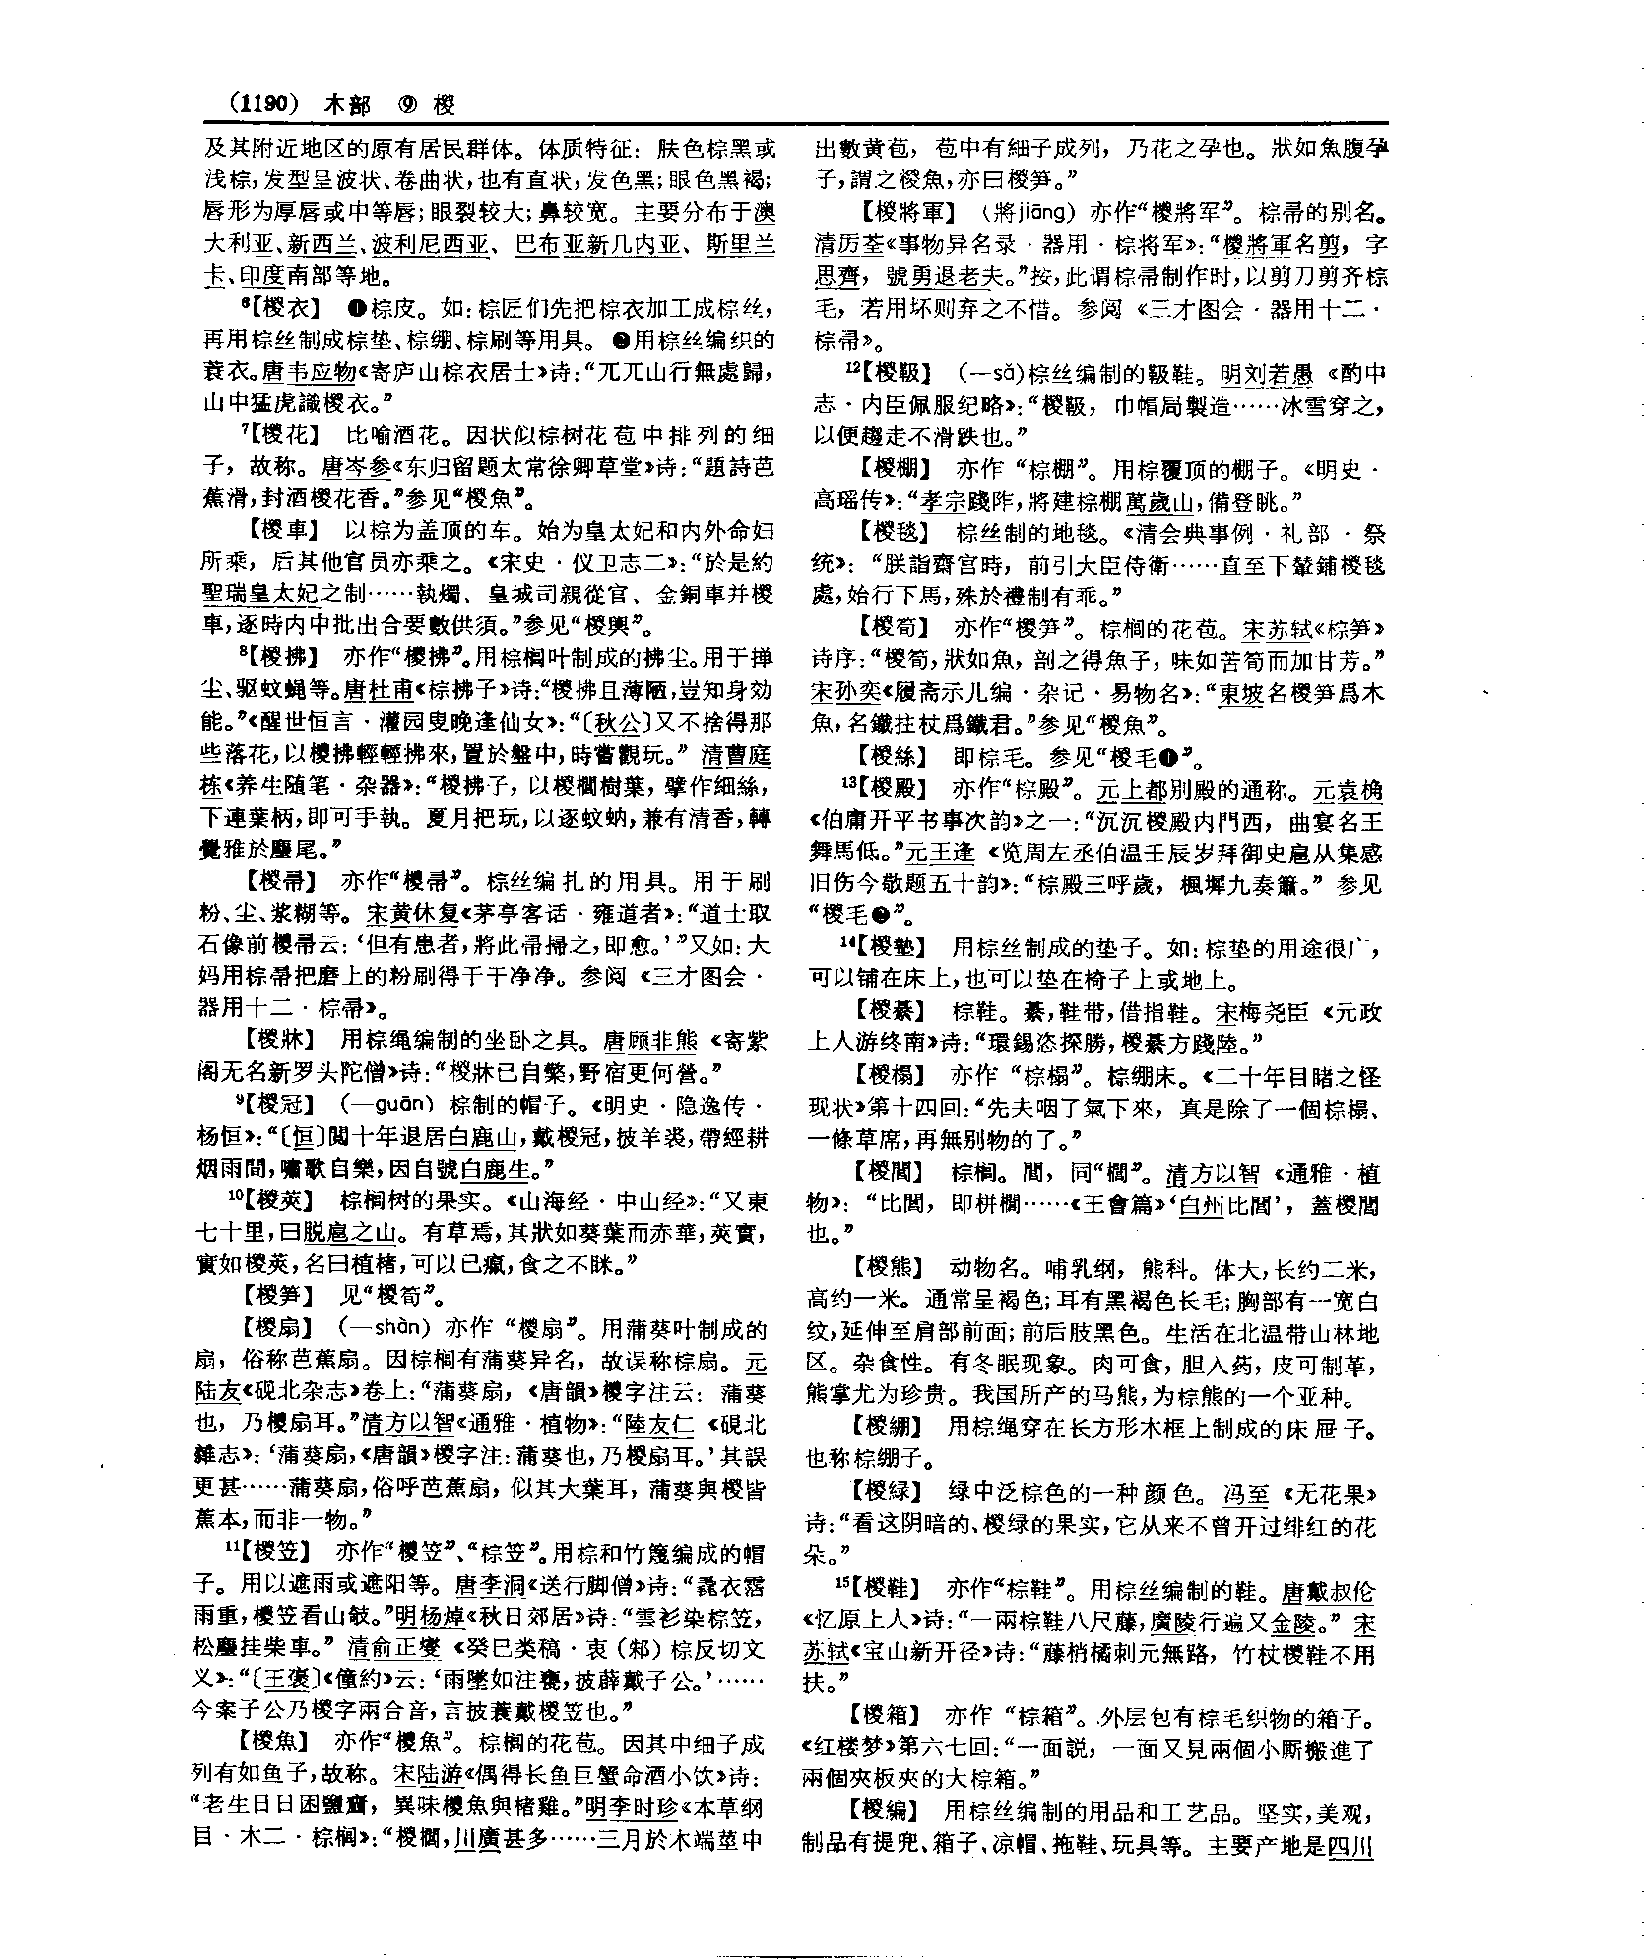 (1190) 木部 ⑨ 椶
及其附近地区的原有居民群体。体质特征：肤色棕黑或
浅棕，发型呈波状、卷曲状，也有直状，发色黑；眼色黑褐；
唇形为厚唇或中等唇；眼裂较大；鼻较宽。主要分布于澳
大利亚、新西兰、波利尼西亚、巴布亚新几内亚、斯里兰
卡、印度南部等地。
⁶【椶衣】 ❶棕皮。如：棕匠们先把棕衣加工成棕丝，
再用棕丝制成棕垫、棕绷、棕刷等用具。❷用棕丝编织的
蓑衣。唐韦应物《寄庐山棕衣居士》诗：“兀兀山行無處歸，
山中猛虎識椶衣。”
⁷【椶花】 比喻酒花。因状似棕树花苞中排列的细
子，故称。唐岑参《东归留题太常徐卿草堂》诗：“題詩芭
蕉滑，封酒椶花香。”参见“椶魚”。
【椶車】 以棕为盖顶的车。始为皇太妃和内外命妇
所乘，后其他官员亦乘之。《宋史·仪卫志二》：“於是約
聖瑞皇太妃之制……執燭、皇城司親從官、金銅車并椶
車，逐時内中批出合要數供須。”参见“椶輿”。
⁸【椶拂】 亦作“櫻拂”。用棕榈叶制成的拂尘。用于掸
尘、驱蚊蝇等。唐杜甫《棕拂子》诗：“椶拂且薄陋，豈知身効
能。”《醒世恒言·灌园叟晚逢仙女》：“〔秋公〕又不捨得那
些落花，以椶拂輕輕拂來，置於盤中，時嘗觀玩。”清曹庭
栋《养生随笔·杂器》：“椶拂子，以椶櫚樹葉，擘作细絲，
下連葉柄，即可手執。夏月把玩，以逐蚊蚋，兼有清香，轉
覺雅於麈尾。”
【椶帚】 亦作“椶帚”。棕丝编扎的用具。用于刷
粉、尘、浆糊等。宋黄休复《茅亭客话·雍道者》：“道士取
石像前椶帚云：‘但有患者，將此帚掃之，即愈。’”又如：大
妈用棕帚把磨上的粉刷得干干净净。参阅《三才图会·
器用十二·棕帚》。
【椶牀】 用棕绳编制的坐卧之具。唐顾非熊《寄紫
阁无名新罗头陀僧》诗：“椶牀已自檠，野宿更何營。”
⁹【椶冠】 （—guān）棕制的帽子。《明史·隐逸传·
杨恒》：“〔恒〕閲十年退居白鹿山，戴椶冠，披羊裘，帶經耕
烟雨間，嘯歌自樂，因自號白鹿生。”
¹⁰【椶莢】 棕榈树的果实。《山海经·中山经》：“又東
七十里，曰脱扈之山。有草焉，其狀如葵葉而赤華，莢實，
實如椶莢，名曰植楮，可以已癙，食之不眯。”
【椶笋】 见“椶筍”。
【椶扇】 （—shàn）亦作“椶扇”。用蒲葵叶制成的
扇，俗称芭蕉扇。因棕榈有蒲葵异名，故误称棕扇。元
陆友《砚北杂志》卷上：“蒲葵扇，《唐韻》椶字注云：蒲葵
也，乃椶扇耳。”清方以智《通雅·植物》：“陸友仁《硯北
雜志》：‘蒲葵扇，《唐韻》椶字注：蒲葵也，乃椶扇耳。’其誤
更甚……蒲葵扇，俗呼芭蕉扇，似其大葉耳，蒲葵與椶皆
蕉本，而非一物。”
¹¹【椶笠】 亦作“椶笠”、“棕笠”。用棕和竹篾编成的帽
子。用以遮雨或遮阳等。唐李洞《送行脚僧》诗：“毳衣霑
雨重，椶笠看山攲。”明杨焯《秋日郊居》诗：“雲衫染棕笠，
松麈挂柴車。”清俞正燮《癸巳类稿·衷（䢼）棕反切文
义》：“〔王褒〕《僮約》云：‘雨墜如注甕，披薜戴子公。’……
今案子公乃椶字兩合音，言披蓑戴椶笠也。”
【椶魚】 亦作“椶魚”。棕榈的花苞。因其中细子成
列有如鱼子，故称。宋陆游《偶得长鱼巨蟹命酒小饮》诗：
“老生日日困鹽齏，異味椶魚與楮雞。”明李时珍《本草纲
目·木二·棕榈》：“椶櫚，川廣甚多……三月於木端莖中
出數黄苞，苞中有細子成列，乃花之孕也。狀如魚腹孕
子，謂之椶魚，亦曰椶笋。”
【椶將軍】 （將jiāng）亦作“椶將军”。棕帚的别名。
清厉荃《事物异名录·器用·棕将军》：“椶將軍名剪，字
思齊，號勇退老夫。”按，此谓棕帚制作时，以剪刀剪齐棕
毛，若用坏则弃之不惜。参阅《三才图会·器用十二·
棕帚》。
¹²【椶靸】 （—sǎ）棕丝编制的靸鞋。明刘若愚《酌中
志·内臣佩服纪略》：“椶靸，巾帽局製造……冰雪穿之，
以便趨走不滑跌也。”
【椶棚】 亦作“棕棚”。用棕覆顶的棚子。《明史·
高瑶传》：“孝宗踐阼，將建棕棚萬歲山，備登眺。”
【椶毯】 棕丝制的地毯。《清会典事例·礼部·祭
统》：“朕詣齋宫時，前引大臣侍衛……直至下輦鋪椶毯
處，始行下馬，殊於禮制有乖。”
【椶筍】 亦作“椶笋”。棕榈的花苞。宋苏轼《棕笋》
诗序：“椶筍，狀如魚，剖之得魚子，味如苦筍而加甘芳。”
宋孙奕《履斋示儿编·杂记·易物名》：“東坡名椶笋爲木
魚，名鐵拄杖爲鐵君。”参见“椶魚”。
【椶絲】 即棕毛。参见“椶毛❶”。
¹³【椶殿】 亦作“棕殿”。元上都别殿的通称。元袁桷
《伯庸开平书事次韵》之一：“沉沉椶殿内門西，曲宴名王
舞馬低。”元王逢《览周左丞伯温壬辰岁拜御史扈从集感
旧伤今敬题五十韵》：“棕殿三呼歲，楓墀九奏簫。”参见
“椶毛❷”。
¹⁴【椶墊】 用棕丝制成的垫子。如：棕垫的用途很广，
可以铺在床上，也可以垫在椅子上或地上。
【椶綦】 棕鞋。綦，鞋带，借指鞋。宋梅尧臣《元政
上人游终南》诗：“環錫恣探勝，椶綦方踐陸。”
【椶榻】 亦作“棕榻”。棕绷床。《二十年目睹之怪
现状》第十四回：“先夫咽了氣下來，真是除了一個棕榻、
一條草席，再無别物的了。”
【椶閭】 棕榈。閭，同“櫚”。清方以智《通雅·植
物》：“比閭，即栟櫚……《王會篇》‘白州比閭’，蓋椶閭
也。”
【椶熊】 动物名。哺乳纲，熊科。体大，长约二米，
高约一米。通常呈褐色；耳有黑褐色长毛；胸部有一宽白
纹，延伸至肩部前面；前后肢黑色。生活在北温带山林地
区。杂食性。有冬眠现象。肉可食，胆入药，皮可制革，
熊掌尤为珍贵。我国所产的马熊，为棕熊的一个亚种。
【椶綳】 用棕绳穿在长方形木框上制成的床屉子。
也称棕绷子。
【椶緑】 绿中泛棕色的一种颜色。冯至《无花果》
诗：“看这阴暗的、椶绿的果实，它从来不曾开过绯红的花
朵。”
¹⁵【椶鞋】 亦作“棕鞋”。用棕丝编制的鞋。唐戴叔伦
《忆原上人》诗：“一兩棕鞋八尺藤，廣陵行遍又金陵。”宋
苏轼《宝山新开径》诗：“藤梢橘刺元無路，竹杖椶鞋不用
扶。”
【椶箱】 亦作“棕箱”。外层包有棕毛织物的箱子。
《红楼梦》第六七回：“一面説，一面又見兩個小厮搬進了
兩個夾板夾的大棕箱。”
【椶編】 用棕丝编制的用品和工艺品。坚实，美观，
制品有提兜、箱子、凉帽、拖鞋、玩具等。主要产地是四川